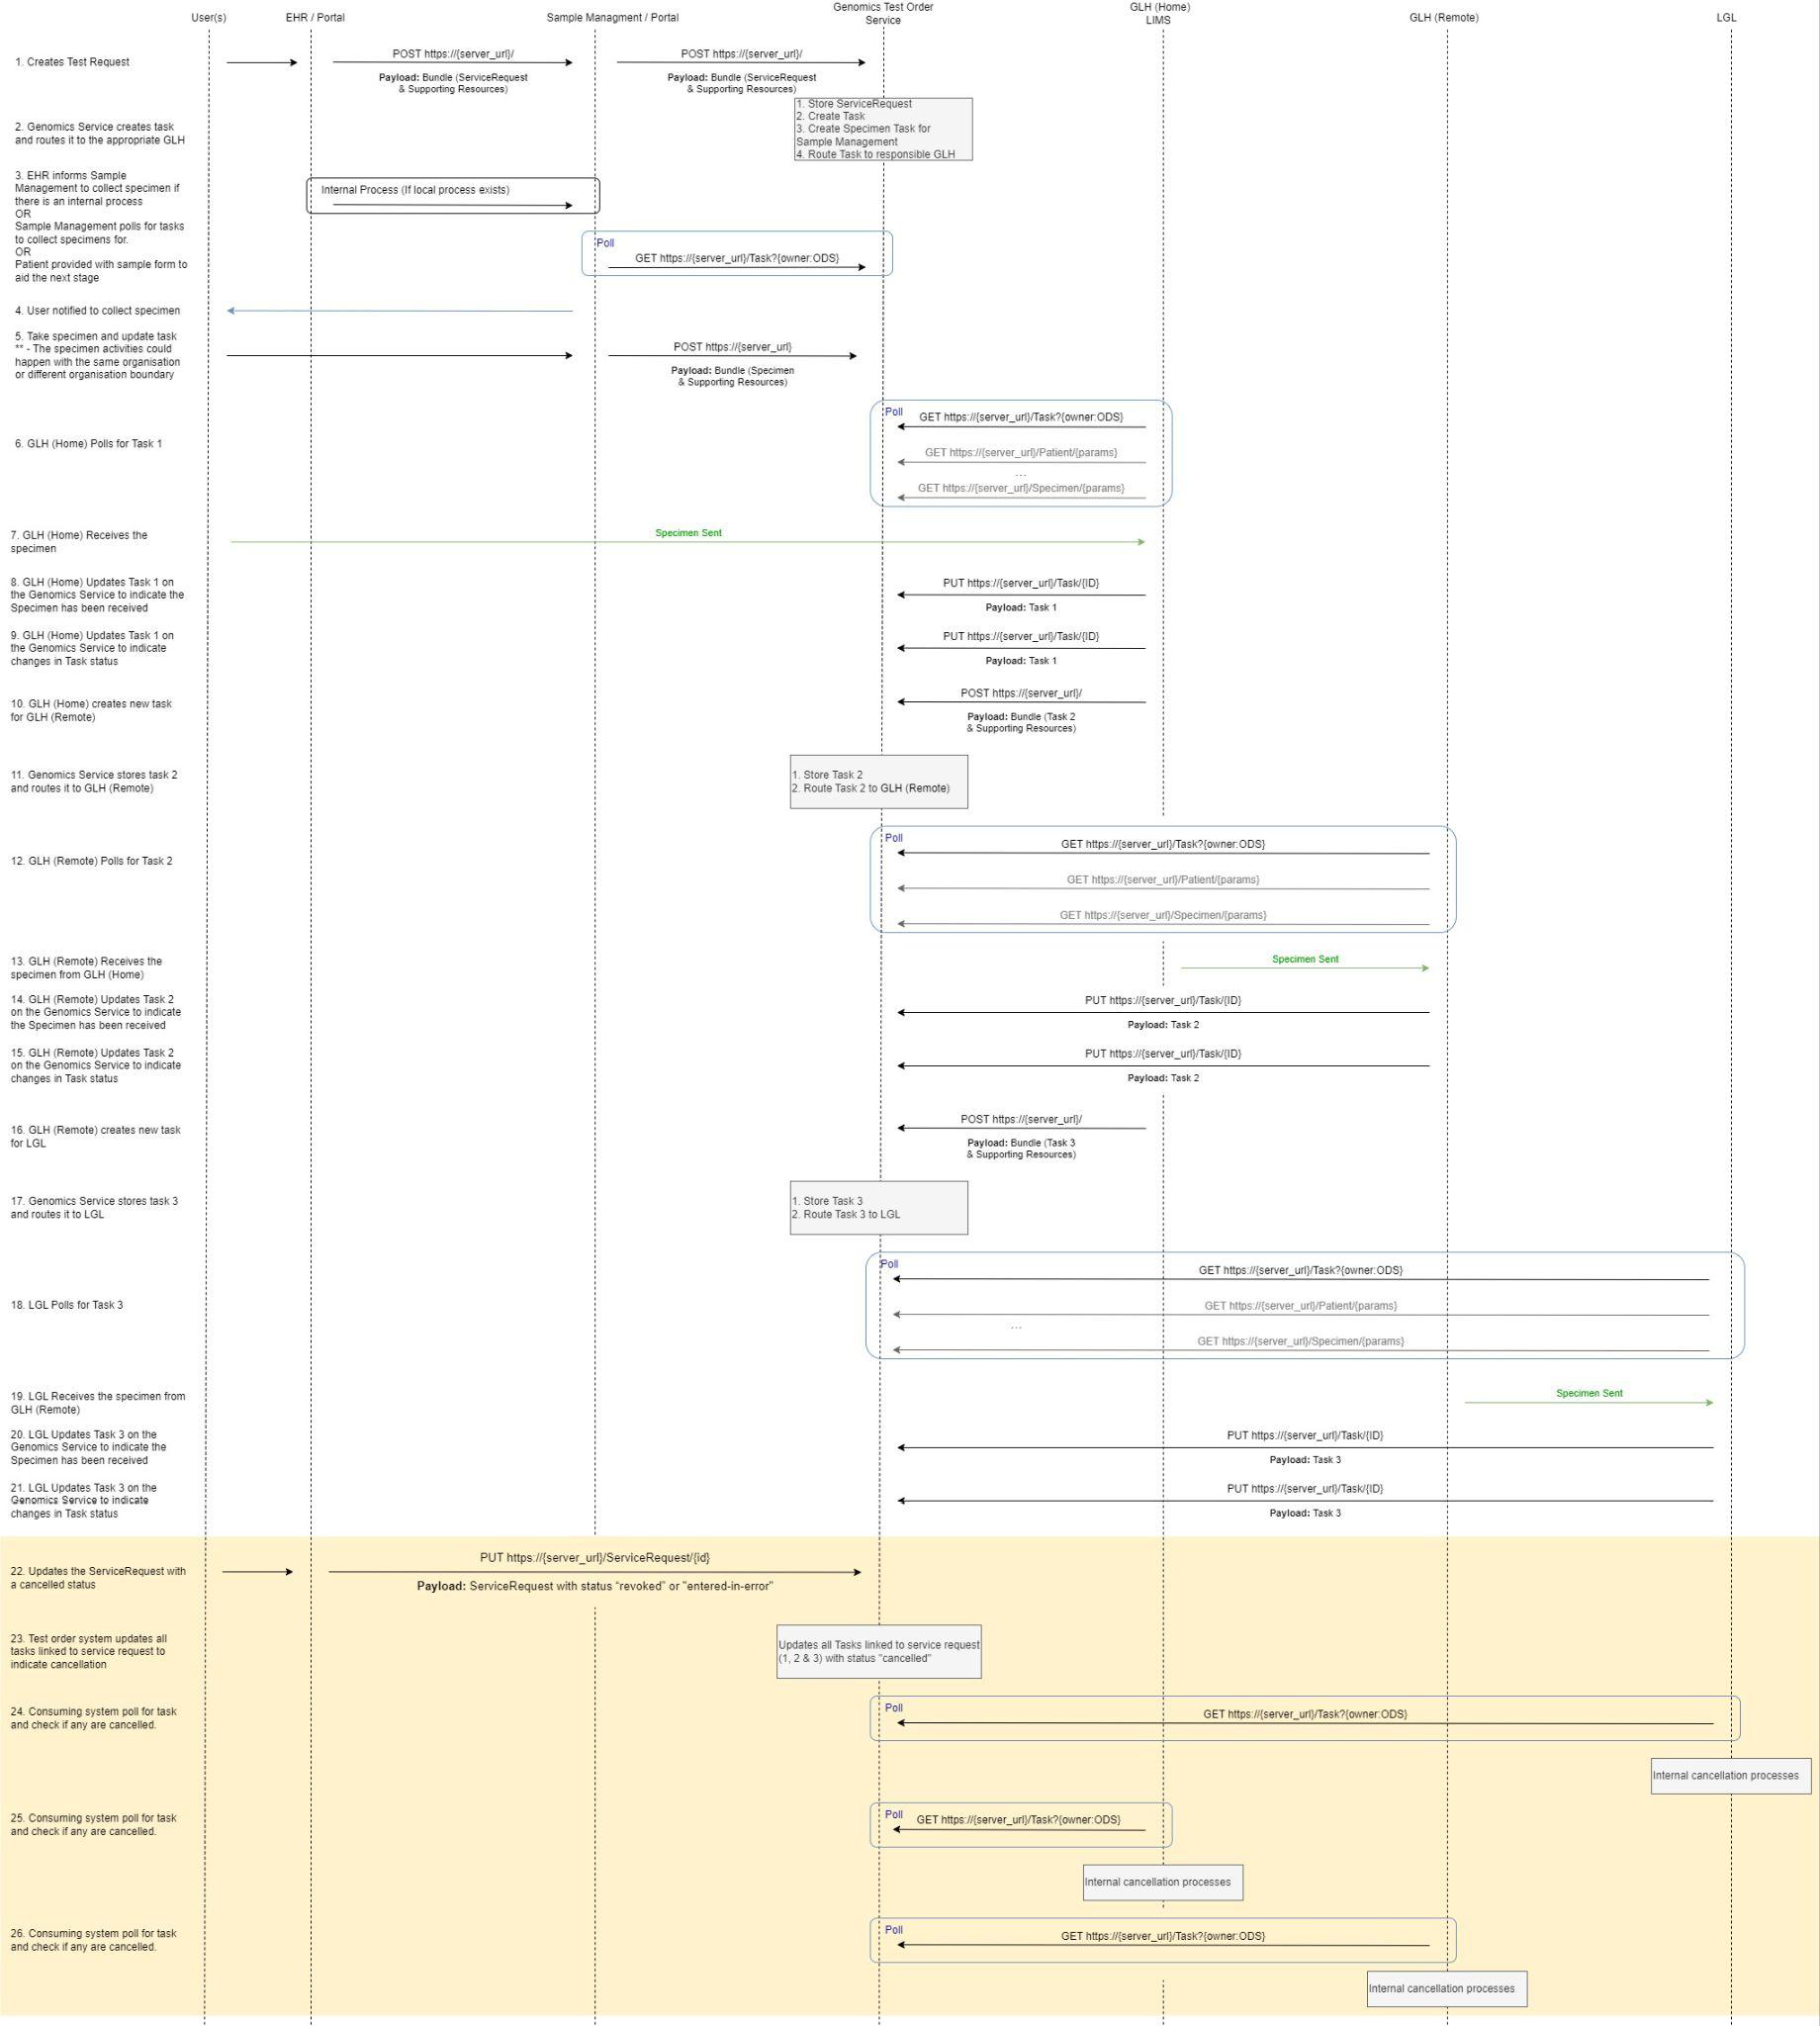 User(s)
EHR / Portal
Sample Managment / Portal
Genomics Test Order
Service
GLH (Home)
LIMS
GLH (Remote)
LGL
1. Creates Test Request
POST https://{server_url}/
Payload: Bundle (ServiceRequest
& Supporting Resources)
POST https://{server_url}/
Payload: Bundle (ServiceRequest
& Supporting Resources)
2. Genomics Service creates task
and routes it to the appropriate GLH
1. Store ServiceRequest
2. Create Task
3. Create Specimen Task for
Sample Management
4. Route Task to responsible GLH
3. EHR informs Sample
Management to collect specimen if
there is an internal process
OR
Sample Management polls for tasks
to collect specimens for.
OR
Patient provided with sample form to
aid the next stage
Internal Process (If local process exists)
Poll
GET https://{server_url}/Task?{owner:ODS}
4. User notified to collect specimen
5. Take specimen and update task
** - The specimen activities could
happen with the same organisation
or different organisation boundary
POST https://{server_url}
Payload: Bundle (Specimen
& Supporting Resources)
6. GLH (Home) Polls for Task 1
Poll
GET https://{server_url}/Task?{owner:ODS}
GET https://{server_url}/Patient/{params}
...
GET https://{server_url}/Specimen/{params}
7. GLH (Home) Receives the
specimen
Specimen Sent
8. GLH (Home) Updates Task 1 on
the Genomics Service to indicate the
Specimen has been received
PUT https://{server_url}/Task/{ID}
Payload: Task 1
9. GLH (Home) Updates Task 1 on
the Genomics Service to indicate
changes in Task status
PUT https://{server_url}/Task/{ID}
Payload: Task 1
10. GLH (Home) creates new task
for GLH (Remote)
POST https://{server_url}/
Payload: Bundle (Task 2
& Supporting Resources)
11. Genomics Service stores task 2
and routes it to GLH (Remote)
1. Store Task 2
2. Route Task 2 to GLH (Remote)
12. GLH (Remote) Polls for Task 2
Poll
GET https://{server_url}/Task?{owner:ODS}
GET https://{server_url}/Patient/{params}
GET https://{server_url}/Specimen/{params}
13. GLH (Remote) Receives the
specimen from GLH (Home)
Specimen Sent
14. GLH (Remote) Updates Task 2
on the Genomics Service to indicate
the Specimen has been received
PUT https://{server_url}/Task/{ID}
Payload: Task 2
15. GLH (Remote) Updates Task 2
on the Genomics Service to indicate
changes in Task status
PUT https://{server_url}/Task/{ID}
Payload: Task 2
16. GLH (Remote) creates new task
for LGL
POST https://{server_url}/
Payload: Bundle (Task 3
& Supporting Resources)
17. Genomics Service stores task 3
and routes it to LGL
1. Store Task 3
2. Route Task 3 to LGL
18. LGL Polls for Task 3
Poll
GET https://{server_url}/Task?{owner:ODS}
GET https://{server_url}/Patient/{params}
...
GET https://{server_url}/Specimen/{params}
19. LGL Receives the specimen from
GLH (Remote)
Specimen Sent
20. LGL Updates Task 3 on the
Genomics Service to indicate the
Specimen has been received
PUT https://{server_url}/Task/{ID}
Payload: Task 3
21. LGL Updates Task 3 on the
Genomics Service to indicate
changes in Task status
PUT https://{server_url}/Task/{ID}
Payload: Task 3
22. Updates the ServiceRequest with
a cancelled status
PUT https://{server_url}/ServiceRequest/{id}
Payload: ServiceRequest with status "revoked" or "entered-in-error"
23. Test order system updates all
tasks linked to service request to
indicate cancellation
Updates all Tasks linked to service request
(1, 2 & 3) with status "cancelled"
24. Consuming system poll for task
and check if any are cancelled.
Poll
GET https://{server_url}/Task?{owner:ODS}
Internal cancellation processes
25. Consuming system poll for task
and check if any are cancelled.
Poll
GET https://{server_url}/Task?{owner:ODS}
Internal cancellation processes
26. Consuming system poll for task
and check if any are cancelled.
Poll
GET https://{server_url}/Task?{owner:ODS}
Internal cancellation processes